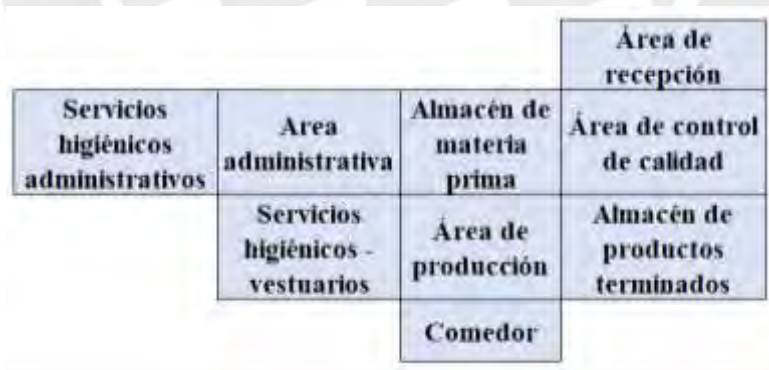 Área de
recepción
Servicios
higiénicos
administrativos
Area
administrativa
Almacén de
materia
prima
Área de control
de calidad
Servicios
higiénicos -
vestuarios
Área de
producción
Almacén de
productos
terminados
Comedor